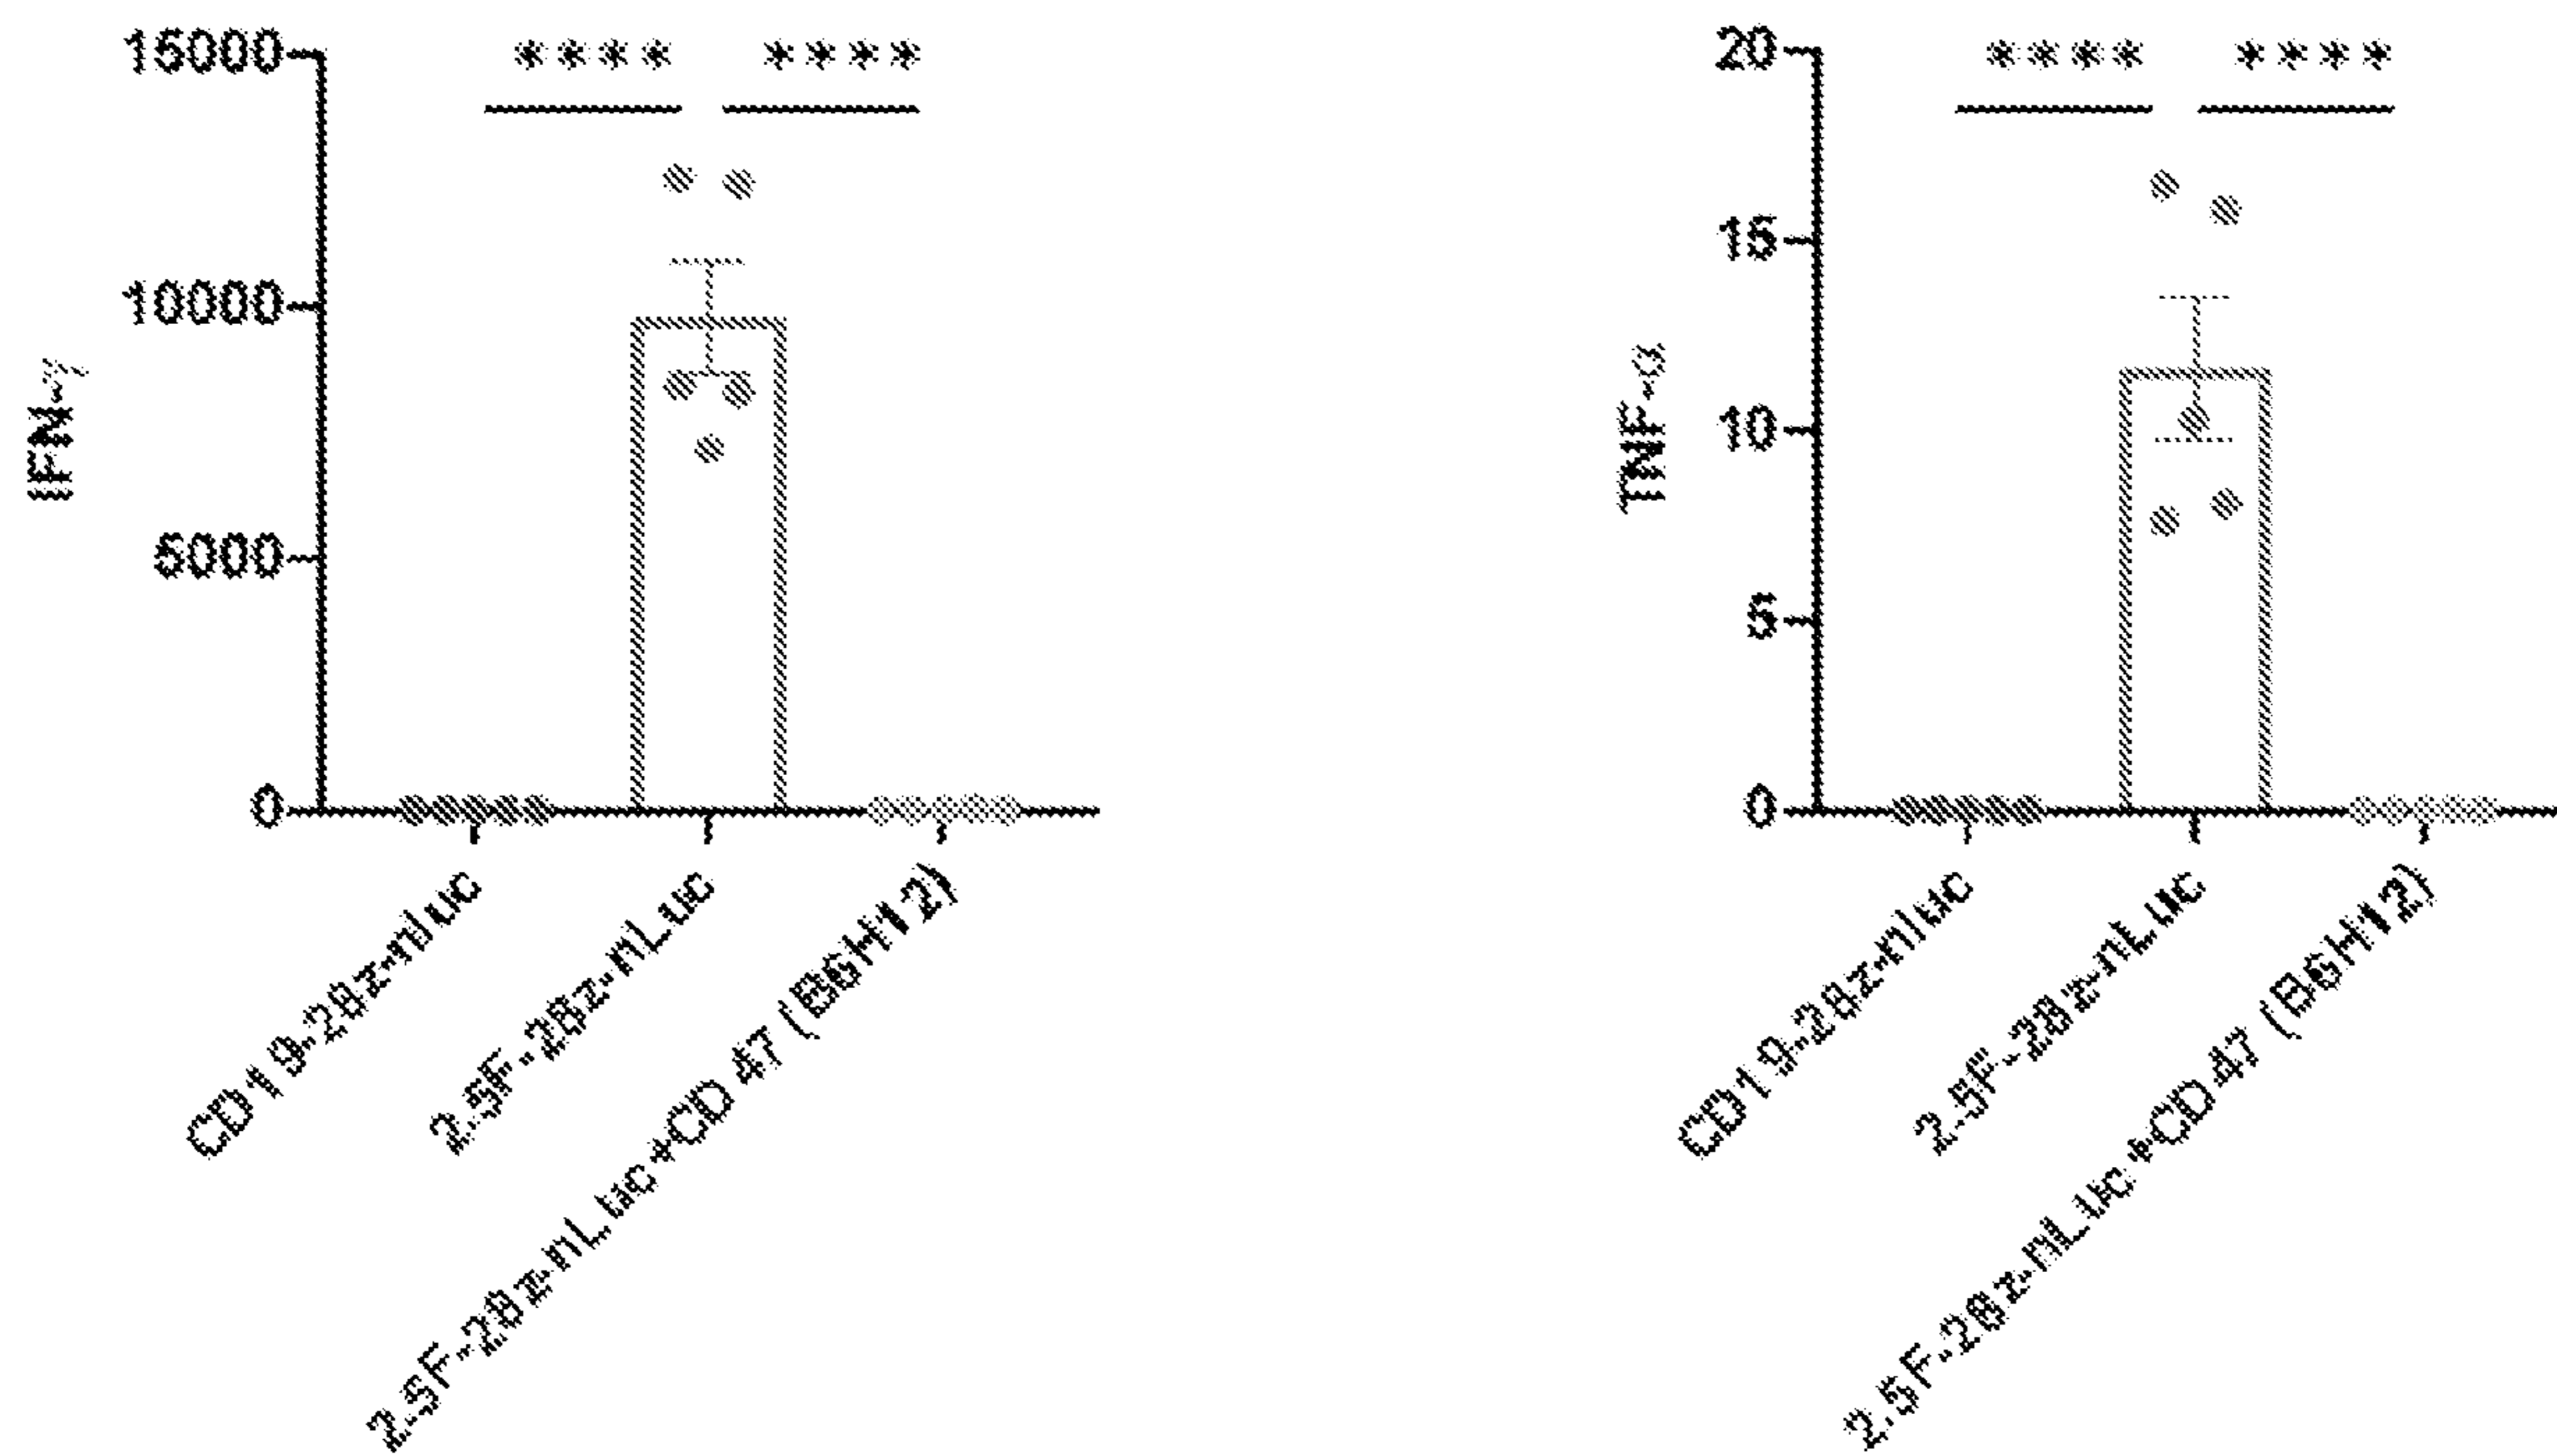 15000
10000
5000
0
IFN-γ
****
****
CD19-28z-nluc
2.5F-28z-nLuc
2.5F-28z-nLuc+CD47 (B6H12)
20
15
10
5
0
TNF-α
****
****
CD19-28z-nluc
2.5F-28z-nLuc
2.5F-28z-nLuc+CD47 (B6H12)